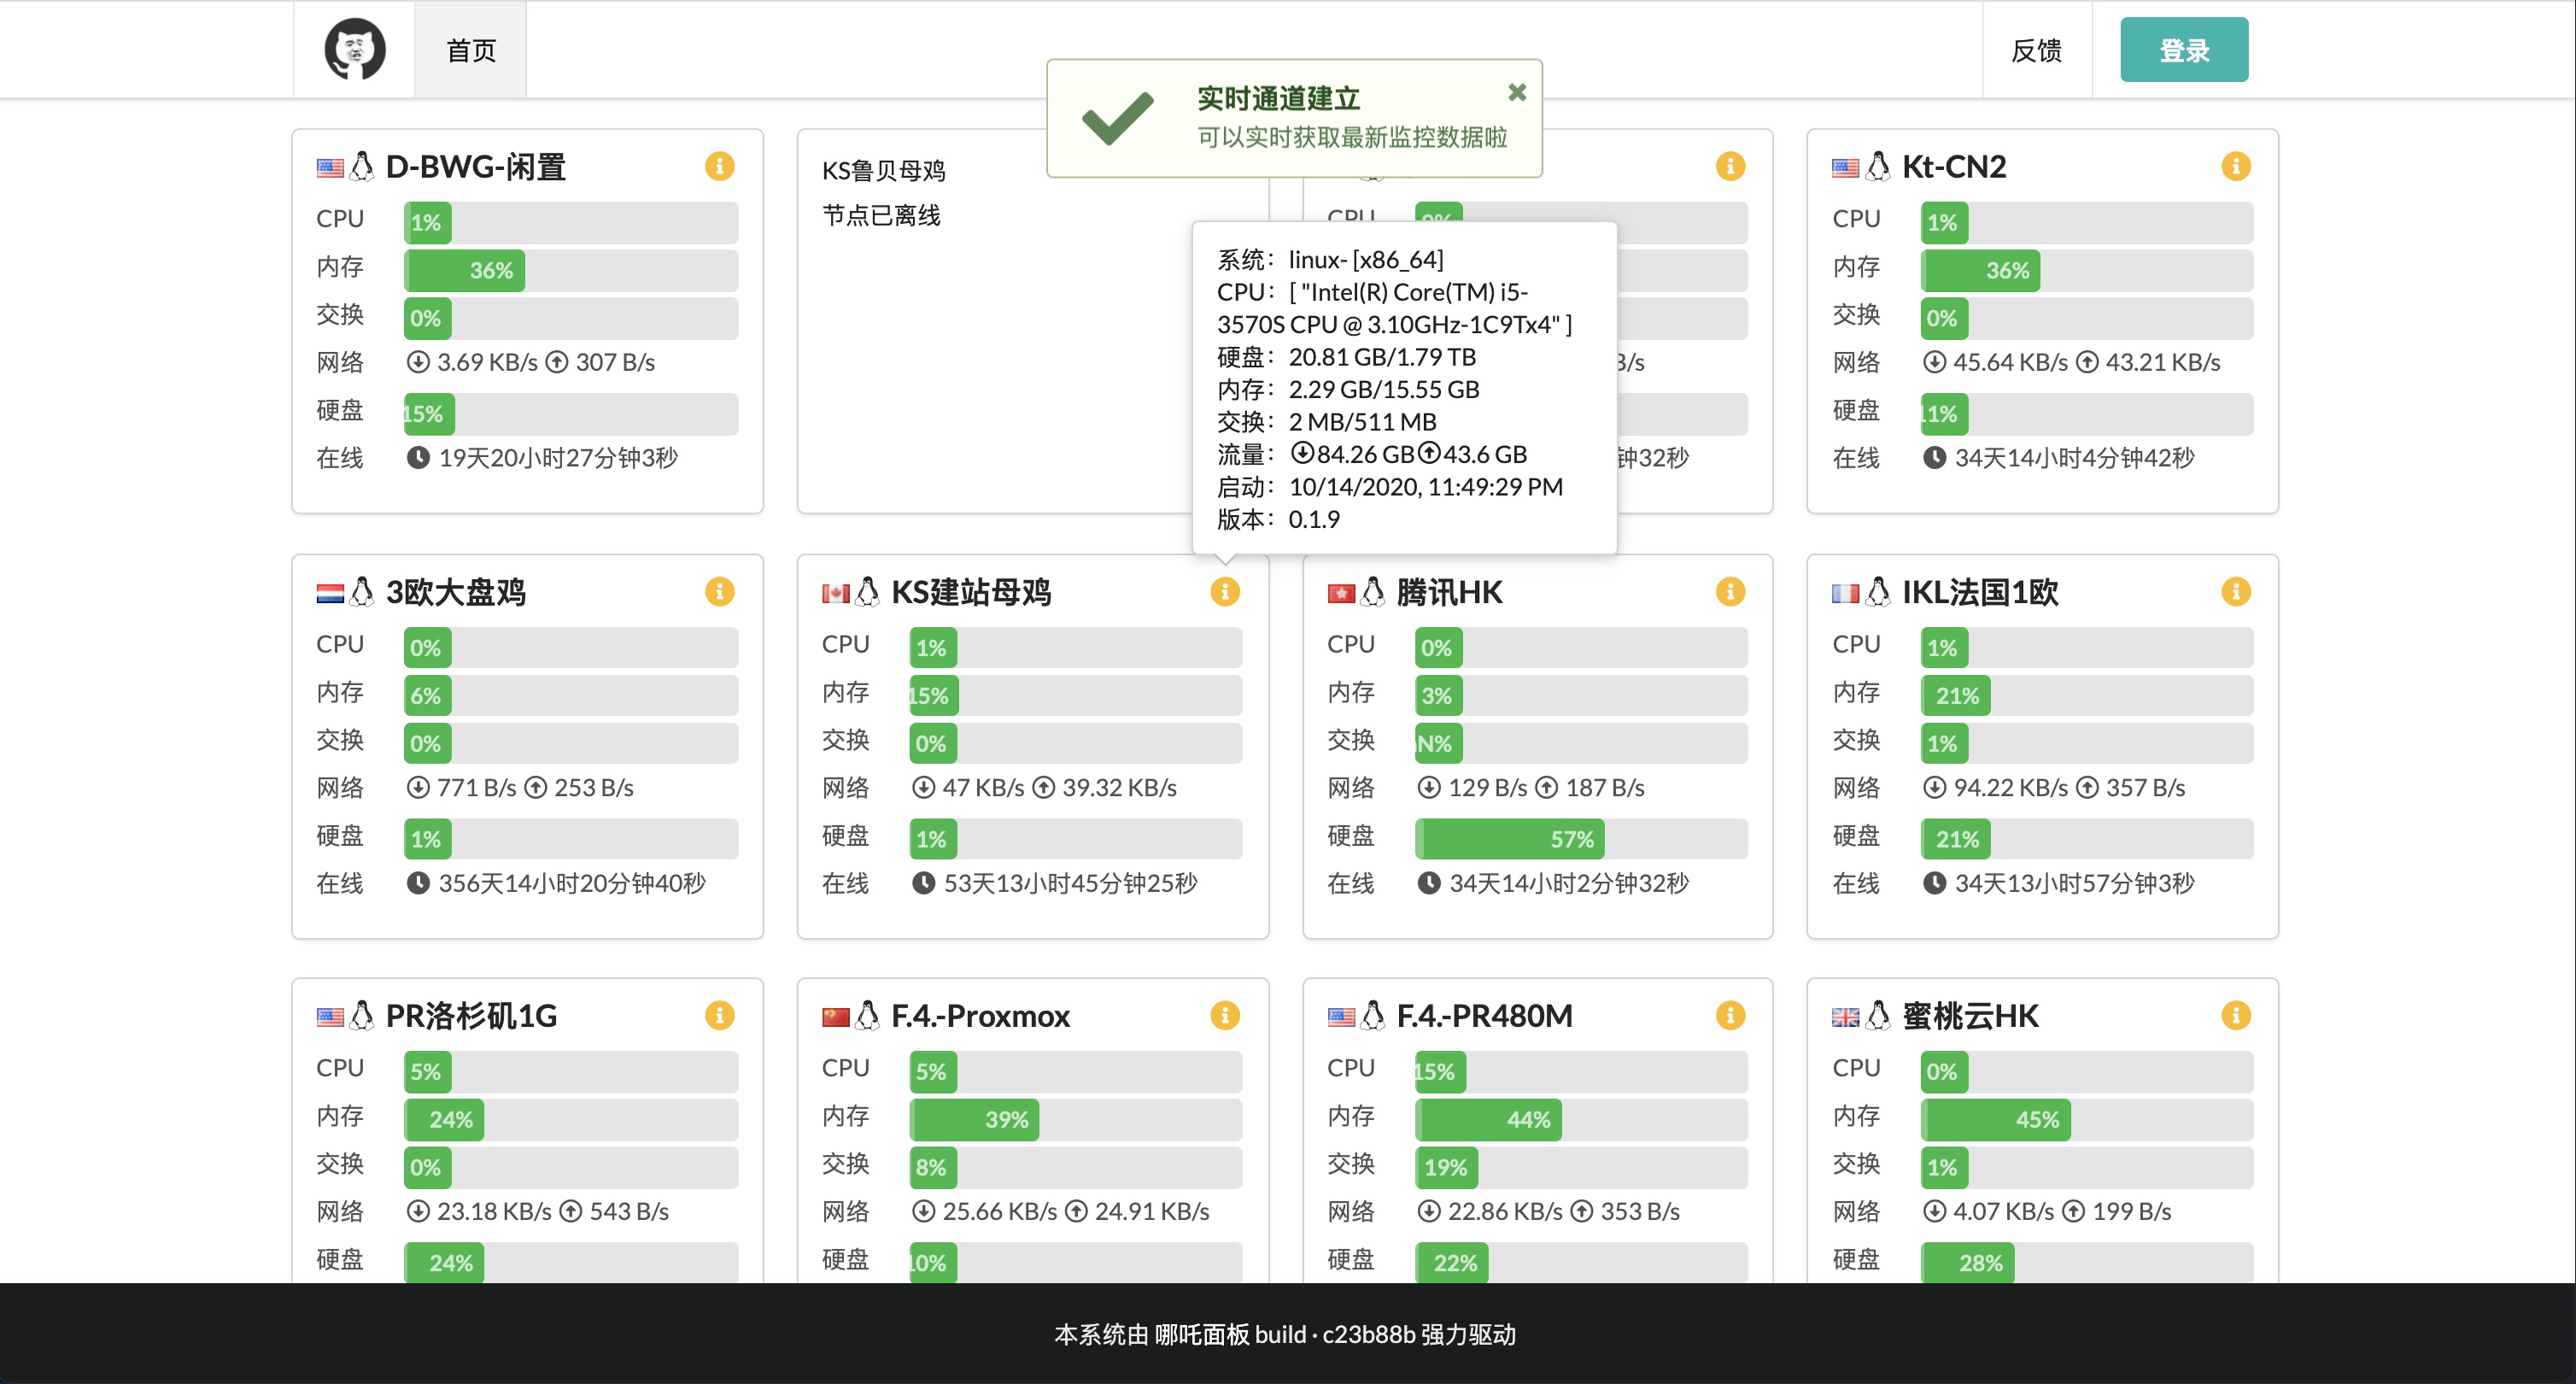 首页
反馈
登录
实时通道建立
可以实时获取最新监控数据啦
D-BWG-闲置
CPU 1%
内存 36%
交换 0%
网络 3.69 KB/s 307 B/s
硬盘 15%
在线 19天20小时27分钟3秒
KS鲁贝母鸡
节点已离线
CPU 0%
B/s
钟32秒
Kt-CN2
CPU 1%
内存 36%
交换 0%
网络 45.64 KB/s 43.21 KB/s
硬盘 11%
在线 34天14小时4分钟42秒
系统：linux- [x86_64]
CPU：[ "Intel(R) Core(TM) i5-
3570S CPU @ 3.10GHz-1C9Tx4" ]
硬盘：20.81 GB/1.79 TB
内存：2.29 GB/15.55 GB
交换：2 MB/511 MB
流量：84.26 GB 43.6 GB
启动：10/14/2020, 11:49:29 PM
版本：0.1.9
3欧大盘鸡
CPU 0%
内存 6%
交换 0%
网络 771 B/s 253 B/s
硬盘 1%
在线 356天14小时20分钟40秒
KS建站母鸡
CPU 1%
内存 15%
交换 0%
网络 47 KB/s 39.32 KB/s
硬盘 1%
在线 53天13小时45分钟25秒
腾讯HK
CPU 0%
内存 3%
交换 N%
网络 129 B/s 187 B/s
硬盘 57%
在线 34天14小时2分钟32秒
IKL法国1欧
CPU 1%
内存 21%
交换 1%
网络 94.22 KB/s 357 B/s
硬盘 21%
在线 34天13小时57分钟3秒
PR洛杉矶1G
CPU 5%
内存 24%
交换 0%
网络 23.18 KB/s 543 B/s
硬盘 24%
F.4.-Proxmox
CPU 5%
内存 39%
交换 8%
网络 25.66 KB/s 24.91 KB/s
硬盘 10%
F.4.-PR480M
CPU 15%
内存 44%
交换 19%
网络 22.86 KB/s 353 B/s
硬盘 22%
蜜桃云HK
CPU 0%
内存 45%
交换 1%
网络 4.07 KB/s 199 B/s
硬盘 28%
本系统由 哪吒面板 build · c23b88b 强力驱动